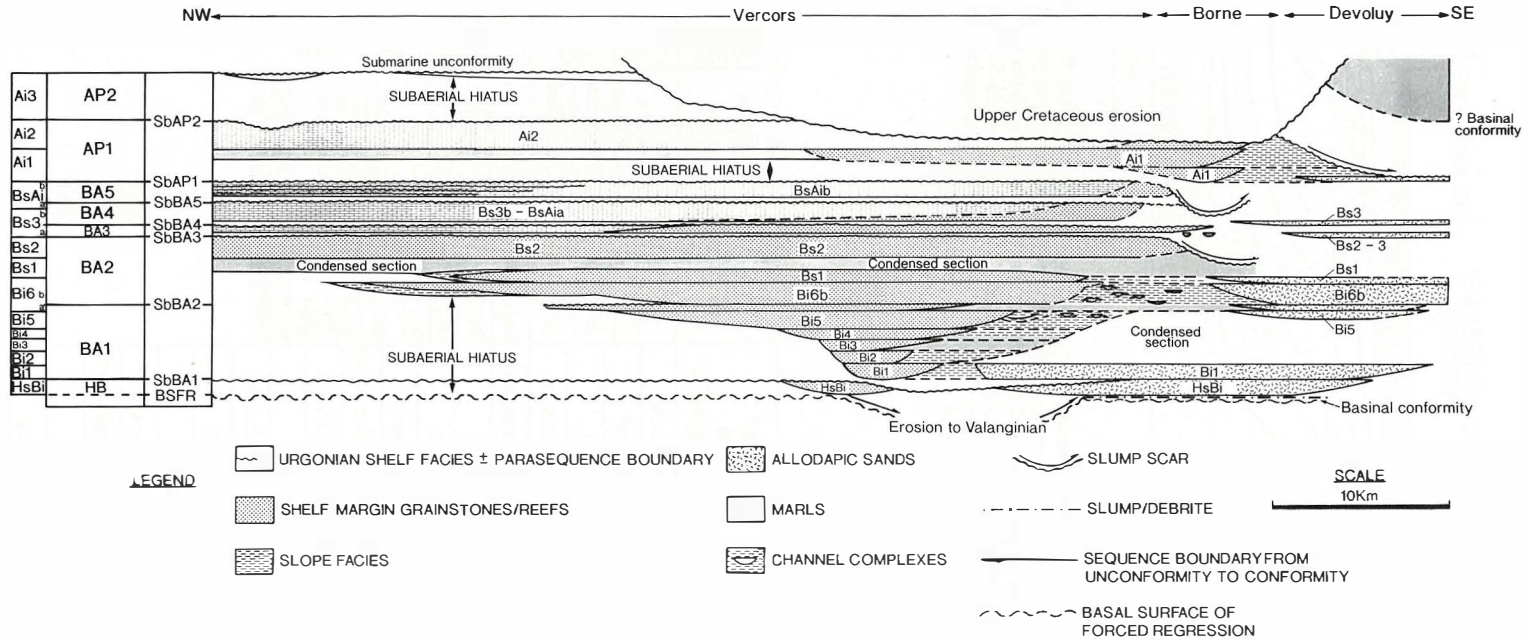 NW
Vercors
Borne
Devoluy
SE
Submarine unconformity
SUBAERIAL HIATUS
Upper Cretaceous erosion
? Basinal
conformity
Ai3
AP2
SbAP2
Ai2
AP1
Ai2
Ai1
Ai1
Ai1
SUBAERIAL HIATUS
SbAP1
BsAi b
a
BA5
BsAib
SbBA5
Bs3 b
a
BA4
Bs3b - BsAia
Bs3
SbBA4
BA3
SbBA3
Bs2 - 3
Bs2
BA2
Bs2
Bs2
Bs1
Condensed section
Condensed section
Bs1
Bs1
Bi6 b
a
Bi6b
Bi6b
SbBA2
Bi5
BA1
Bi5
Bi5
Bi4
Bi4
Condensed
section
Bi3
Bi3
Bi2
Bi2
SUBAERIAL HIATUS
Bi1
Bi1
Bi1
SbBA1
HsBi
HB
HsBi
HsBi
BSFR
Basinal conformity
Erosion to Valanginian
LEGEND
URGONIAN SHELF FACIES ± PARASEQUENCE BOUNDARY
SHELF MARGIN GRAINSTONES/REEFS
SLOPE FACIES
ALLODAPIC SANDS
MARLS
CHANNEL COMPLEXES
SLUMP SCAR
SLUMP/DEBRITE
SEQUENCE BOUNDARY FROM
UNCONFORMITY TO CONFORMITY
BASAL SURFACE OF
FORCED REGRESSION
SCALE
10Km